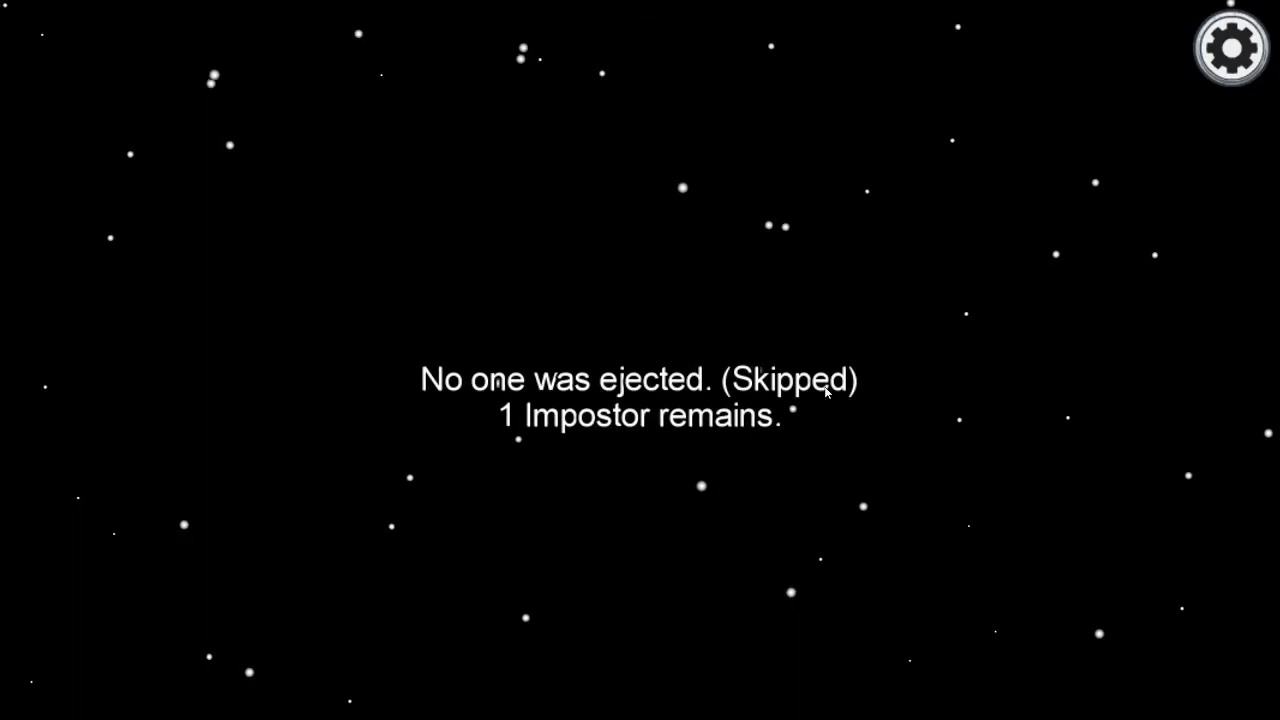 No one was ejected. (Skipped)
1 Impostor remains.